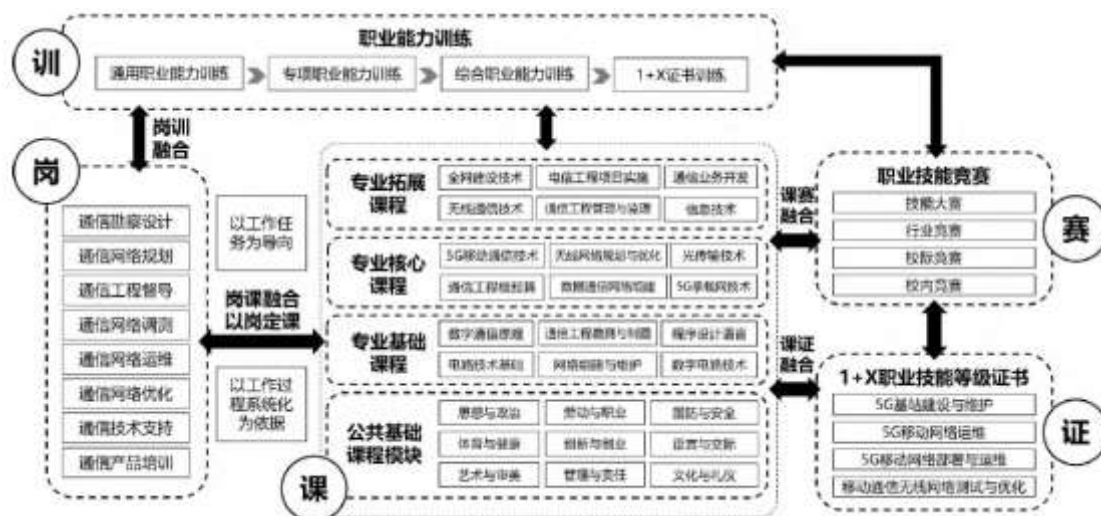 训
职业能力训练
通用职业能力训练
专项职业能力训练
综合职业能力训练
1+X证书训练
岗训
融合
岗
通信勘察设计
通信网络规划
通信工程督导
通信网络调测
通信网络运维
通信网络优化
通信技术支持
通信产品培训
以工作任
务为导向
岗课融合
以岗定课
以工作过
程系统化
为依据
专业拓展
课程
全网建设技术
电信工程项目实施
通信业务开发
无线通信技术
通信工程管理与监理
信息技术
专业核心
课程
5G移动通信技术
无线网络规划与优化
光传输技术
通信工程概预算
数据通信网络组建
5G承载网技术
专业基础
课程
数字通信原理
通信工程勘测与制图
程序设计语言
电路技术基础
网络组建与维护
数字电路技术
公共基础
课程模块
思想与政治
劳动与职业
国防与安全
体育与健康
创新与创业
语言与交际
艺术与审美
管理与责任
文化与礼仪
课
课赛
融合
课证
融合
职业技能竞赛
技能大赛
行业竞赛
校际竞赛
校内竞赛
赛
1+X职业技能等级证书
5G基站建设与维护
5G移动网络运维
5G移动网络部署与运维
移动通信无线网络测试与优化
证